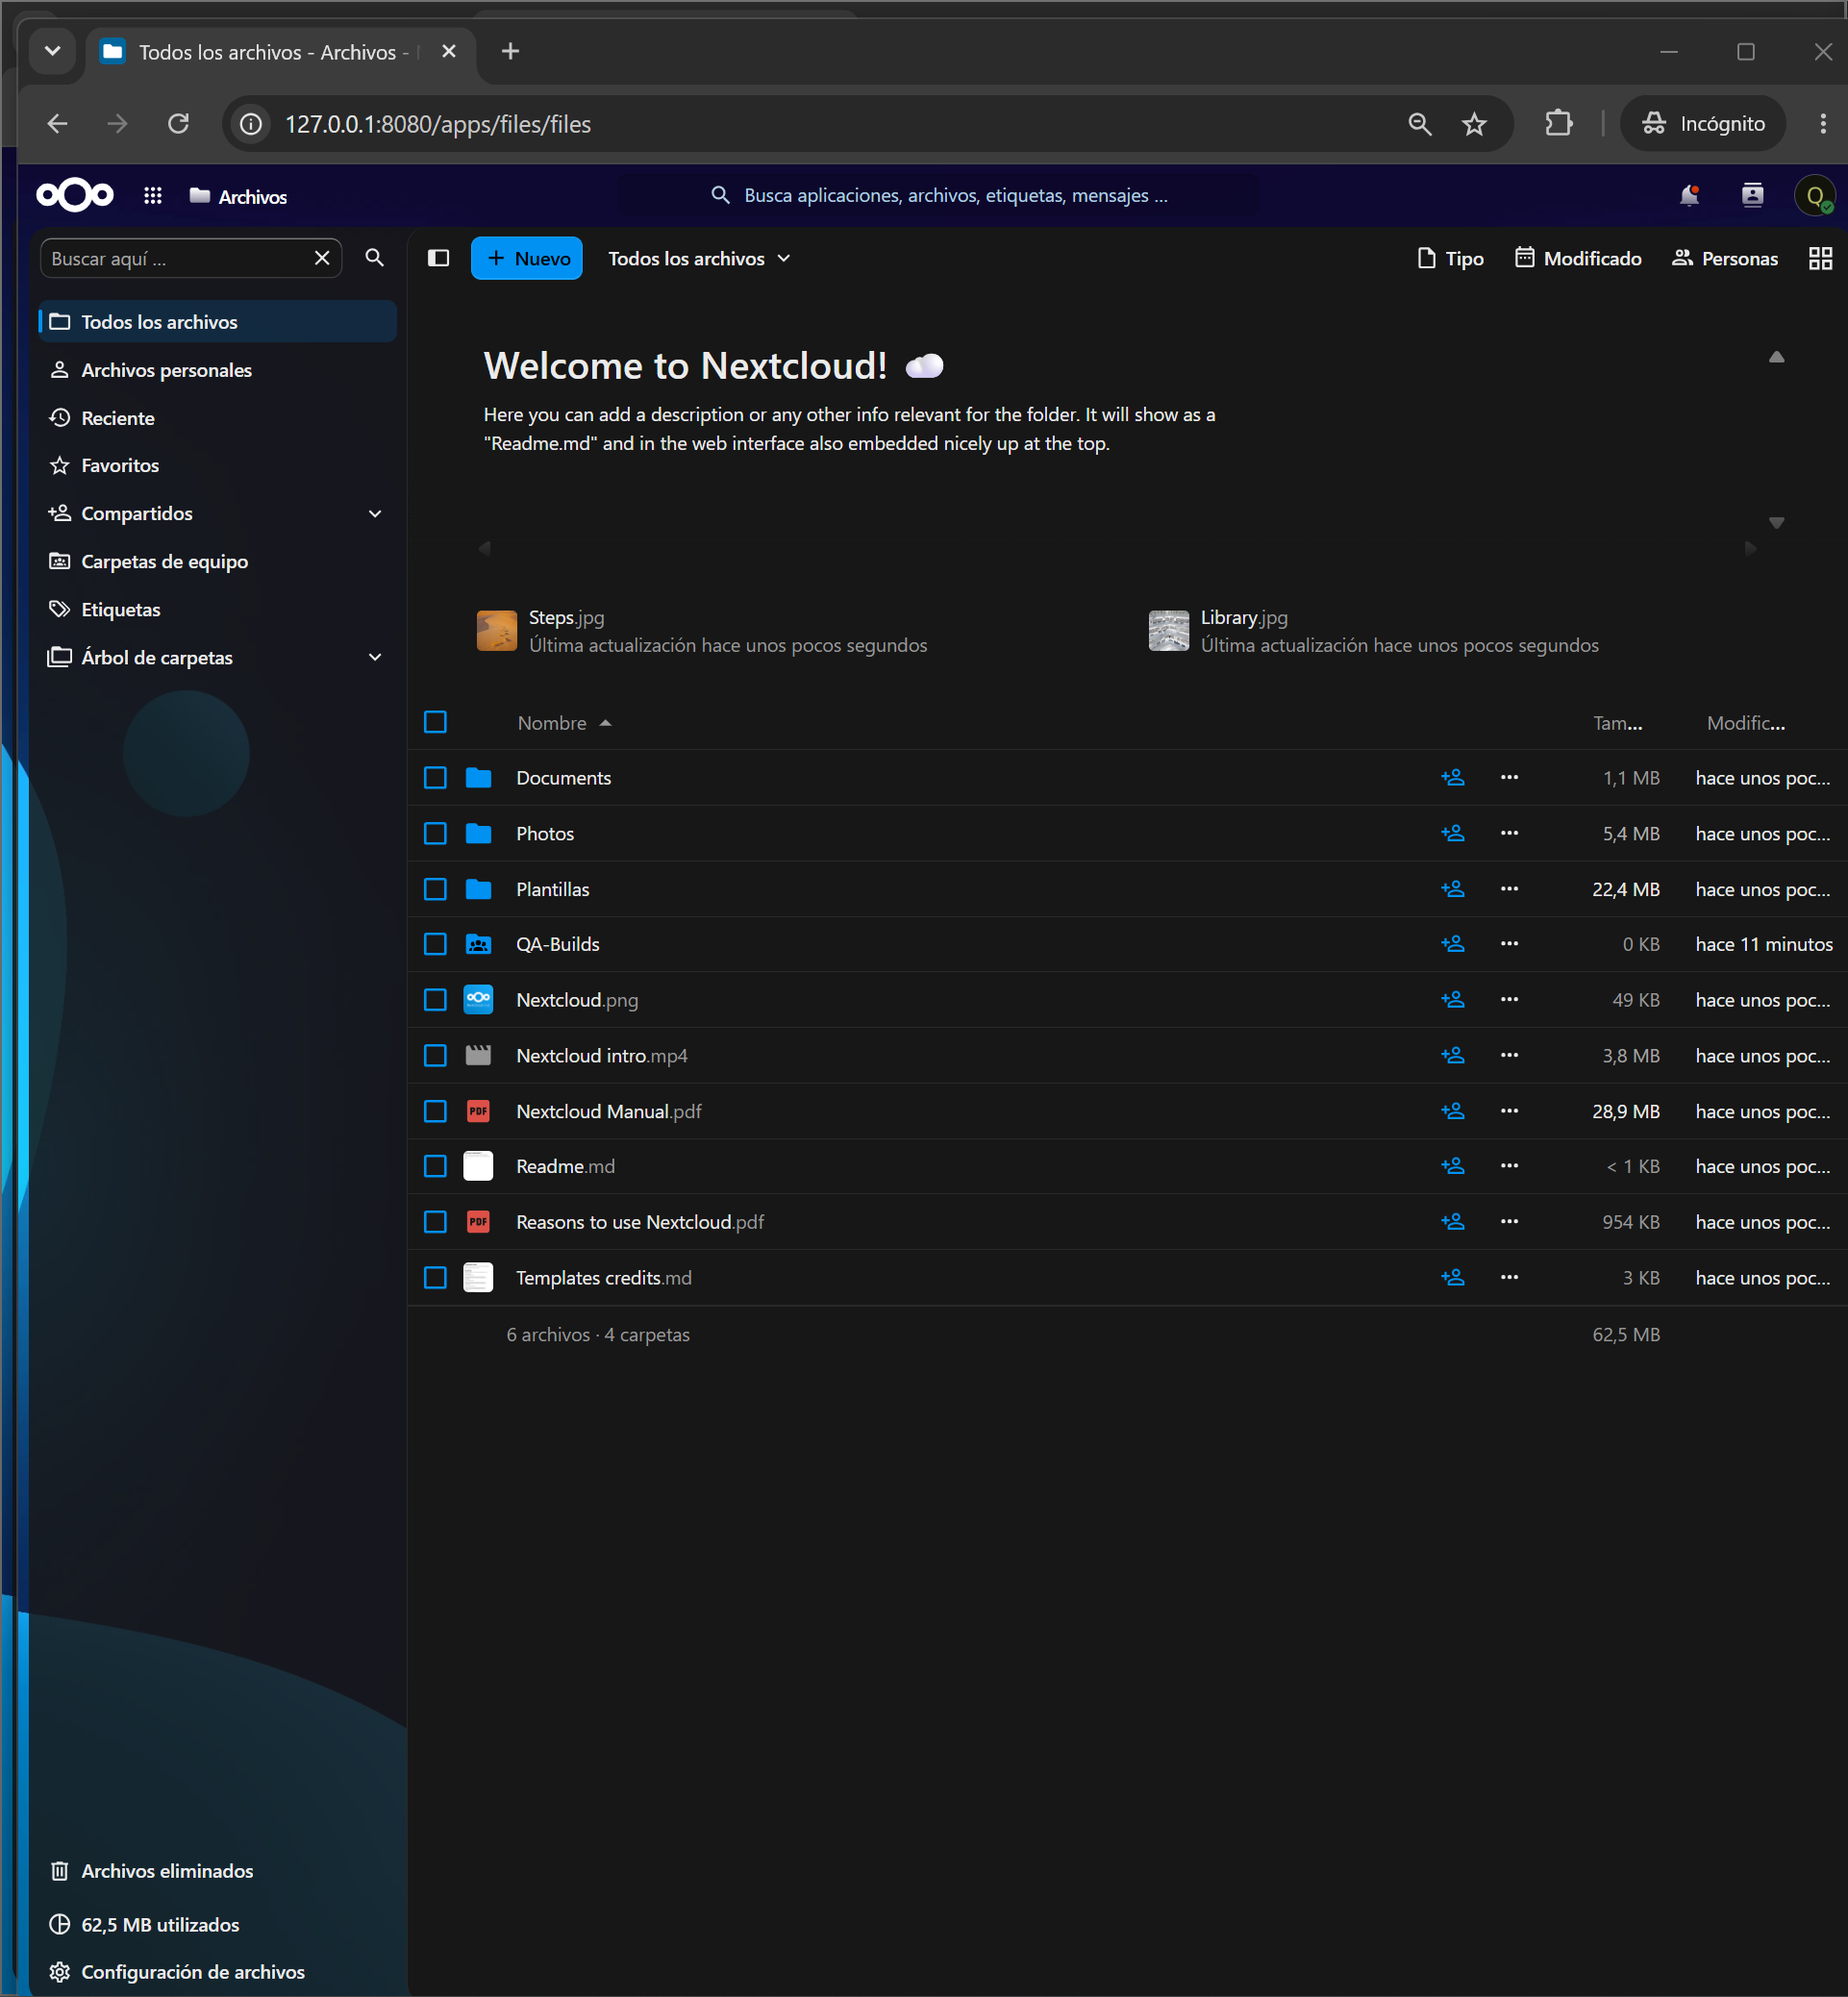 Todos los archivos - Archivos -
127.0.0.1:8080/apps/files/files
Incógnito
Archivos
Busca aplicaciones, archivos, etiquetas, mensajes ...
Q
Buscar aquí ...
Nuevo
Todos los archivos
Tipo
Modificado
Personas
Todos los archivos
Archivos personales
Reciente
Favoritos
Compartidos
Carpetas de equipo
Etiquetas
Árbol de carpetas
Welcome to Nextcloud!
Here you can add a description or any other info relevant for the folder. It will show as a
"Readme.md" and in the web interface also embedded nicely up at the top.
Steps.jpg
Última actualización hace unos pocos segundos
Library.jpg
Última actualización hace unos pocos segundos
Nombre Tam... Modific...
Documents 1,1 MB hace unos poc...
Photos 5,4 MB hace unos poc...
Plantillas 22,4 MB hace unos poc...
QA-Builds 0 KB hace 11 minutos
Nextcloud.png 49 KB hace unos poc...
Nextcloud intro.mp4 3,8 MB hace unos poc...
PDF Nextcloud Manual.pdf 28,9 MB hace unos poc...
Readme.md < 1 KB hace unos poc...
PDF Reasons to use Nextcloud.pdf 954 KB hace unos poc...
Templates credits.md 3 KB hace unos poc...
6 archivos · 4 carpetas 62,5 MB
Archivos eliminados
62,5 MB utilizados
Configuración de archivos